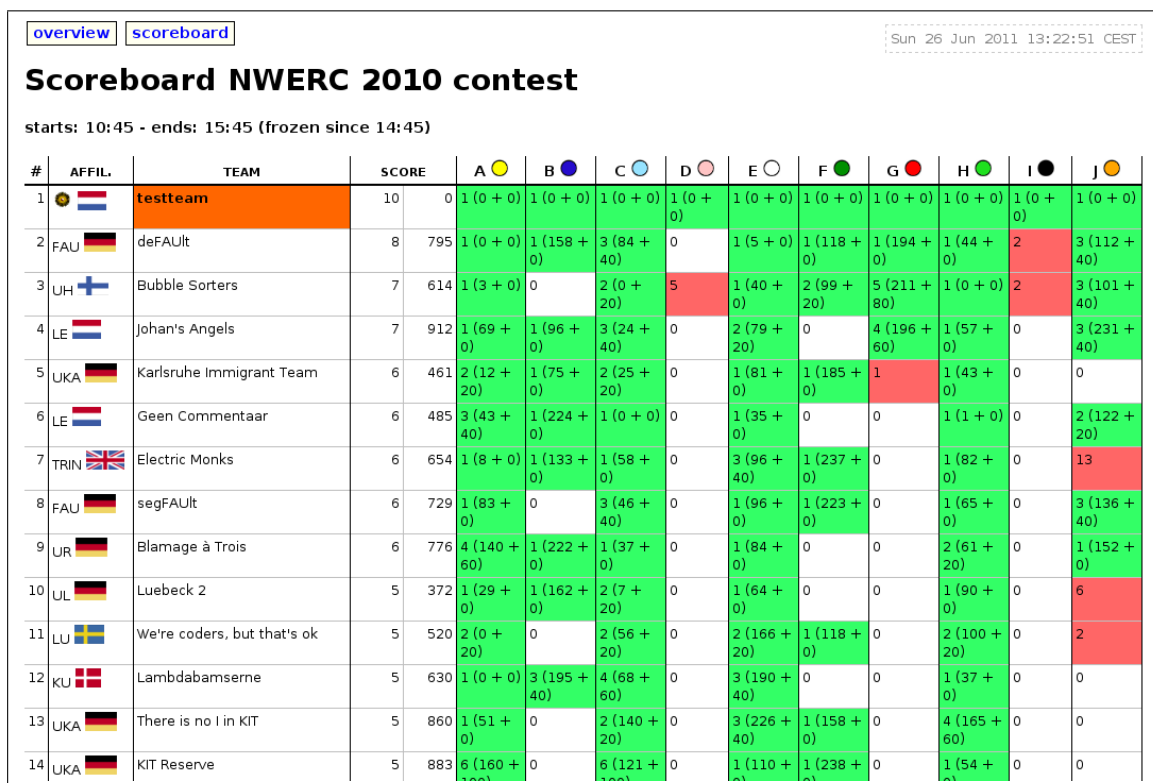 overview scoreboard
Sun 26 Jun 2011 13:22:51 CEST
Scoreboard NWERC 2010 contest
starts: 10:45 - ends: 15:45 (frozen since 14:45)
# AFFIL. TEAM SCORE A B C D E F G H I J
1 testteam 10 0 1 (0 + 0) 1 (0 + 0) 1 (0 + 0) 1 (0 + 0) 1 (0 + 0) 1 (0 + 0) 1 (0 + 0) 1 (0 + 0) 1 (0 + 0) 1 (0 + 0)
2 FAU deFAUlt 8 795 1 (0 + 0) 1 (158 + 0) 3 (84 + 40) 0 1 (5 + 0) 1 (118 + 0) 1 (194 + 0) 1 (44 + 0) 2 3 (112 + 40)
3 UH Bubble Sorters 7 614 1 (3 + 0) 0 2 (0 + 20) 5 1 (40 + 0) 2 (99 + 20) 5 (211 + 80) 1 (0 + 0) 2 3 (101 + 40)
4 LE Johan's Angels 7 912 1 (69 + 0) 1 (96 + 0) 3 (24 + 40) 0 2 (79 + 20) 0 4 (196 + 60) 1 (57 + 0) 0 3 (231 + 40)
5 UKA Karlsruhe Immigrant Team 6 461 2 (12 + 20) 1 (75 + 0) 2 (25 + 20) 0 1 (81 + 0) 1 (185 + 0) 1 1 (43 + 0) 0 0
6 LE Geen Commentaar 6 485 3 (43 + 40) 1 (224 + 0) 1 (0 + 0) 0 1 (35 + 0) 0 0 1 (1 + 0) 0 2 (122 + 20)
7 TRIN Electric Monks 6 654 1 (8 + 0) 1 (133 + 0) 1 (58 + 0) 0 3 (96 + 40) 1 (237 + 0) 0 1 (82 + 0) 0 13
8 FAU segFAUlt 6 729 1 (83 + 0) 0 3 (46 + 40) 0 1 (96 + 0) 1 (223 + 0) 0 1 (65 + 0) 0 3 (136 + 40)
9 UR Blamage à Trois 6 776 4 (140 + 60) 1 (222 + 0) 1 (37 + 0) 0 1 (84 + 0) 0 0 2 (61 + 20) 0 1 (152 + 0)
10 UL Luebeck 2 5 372 1 (29 + 0) 1 (162 + 0) 2 (7 + 20) 0 1 (64 + 0) 0 0 1 (90 + 0) 0 6
11 LU We're coders, but that's ok 5 520 2 (0 + 20) 0 2 (56 + 20) 0 2 (166 + 20) 1 (118 + 0) 0 2 (100 + 20) 0 2
12 KU Lambdabamserne 5 630 1 (0 + 0) 3 (195 + 40) 4 (68 + 60) 0 3 (190 + 40) 0 0 1 (37 + 0) 0 0
13 UKA There is no I in KIT 5 860 1 (51 + 0) 0 2 (140 + 20) 0 3 (226 + 40) 1 (158 + 0) 0 4 (165 + 60) 0 0
14 UKA KIT Reserve 5 883 6 (160 + 0 6 (121 + 0 1 (110 + 1 (238 + 0 1 (54 + 0 0